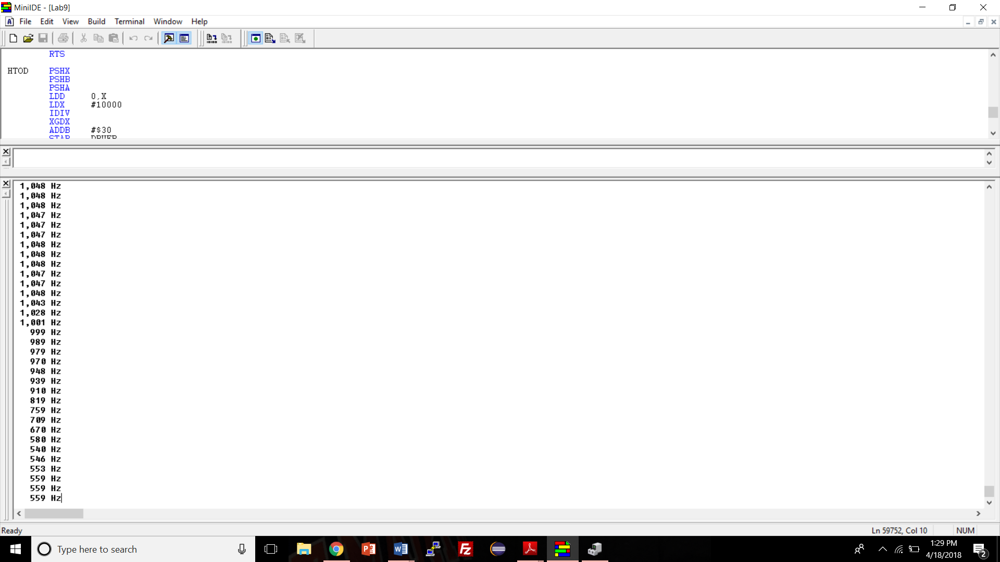 MiniIDE - [Lab9]
File Edit View Build Terminal Window Help
RTS
HTOD PSHX
PSHB
PSHA
LDD 0,X
LDX #10000
IDIV
XGDX
ADDB #$30
STAB DBUFR
1,048 Hz
1,048 Hz
1,048 Hz
1,047 Hz
1,047 Hz
1,047 Hz
1,048 Hz
1,048 Hz
1,048 Hz
1,047 Hz
1,047 Hz
1,048 Hz
1,043 Hz
1,028 Hz
1,001 Hz
999 Hz
989 Hz
979 Hz
970 Hz
948 Hz
939 Hz
910 Hz
819 Hz
759 Hz
709 Hz
670 Hz
580 Hz
540 Hz
546 Hz
553 Hz
559 Hz
559 Hz
559 Hz
Ready Ln 59752, Col 10 NUM
Type here to search
1:29 PM
4/18/2018
2